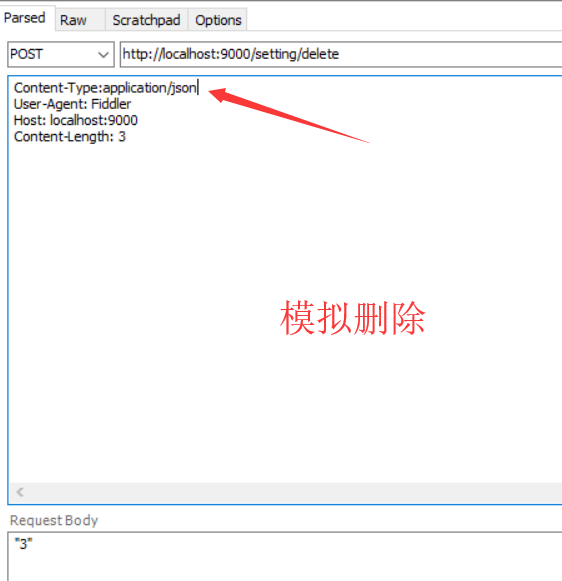 Parsed Raw Scratchpad Options
POST http://localhost:9000/setting/delete
Content-Type:application/json
User-Agent: Fiddler
Host: localhost:9000
Content-Length: 3
模拟删除
Request Body
"3"